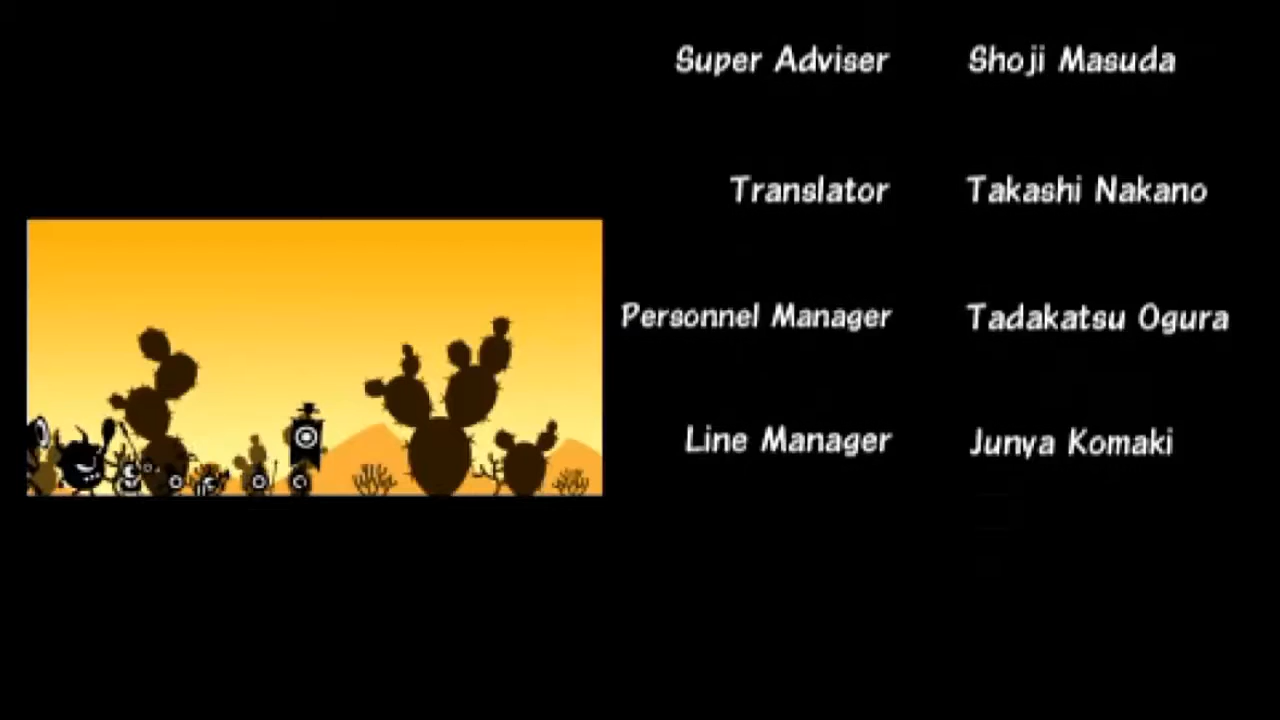 Super Adviser Shoji Masuda
Translator Takashi Nakano
Personnel Manager Tadakatsu Ogura
Line Manager Junya Komaki